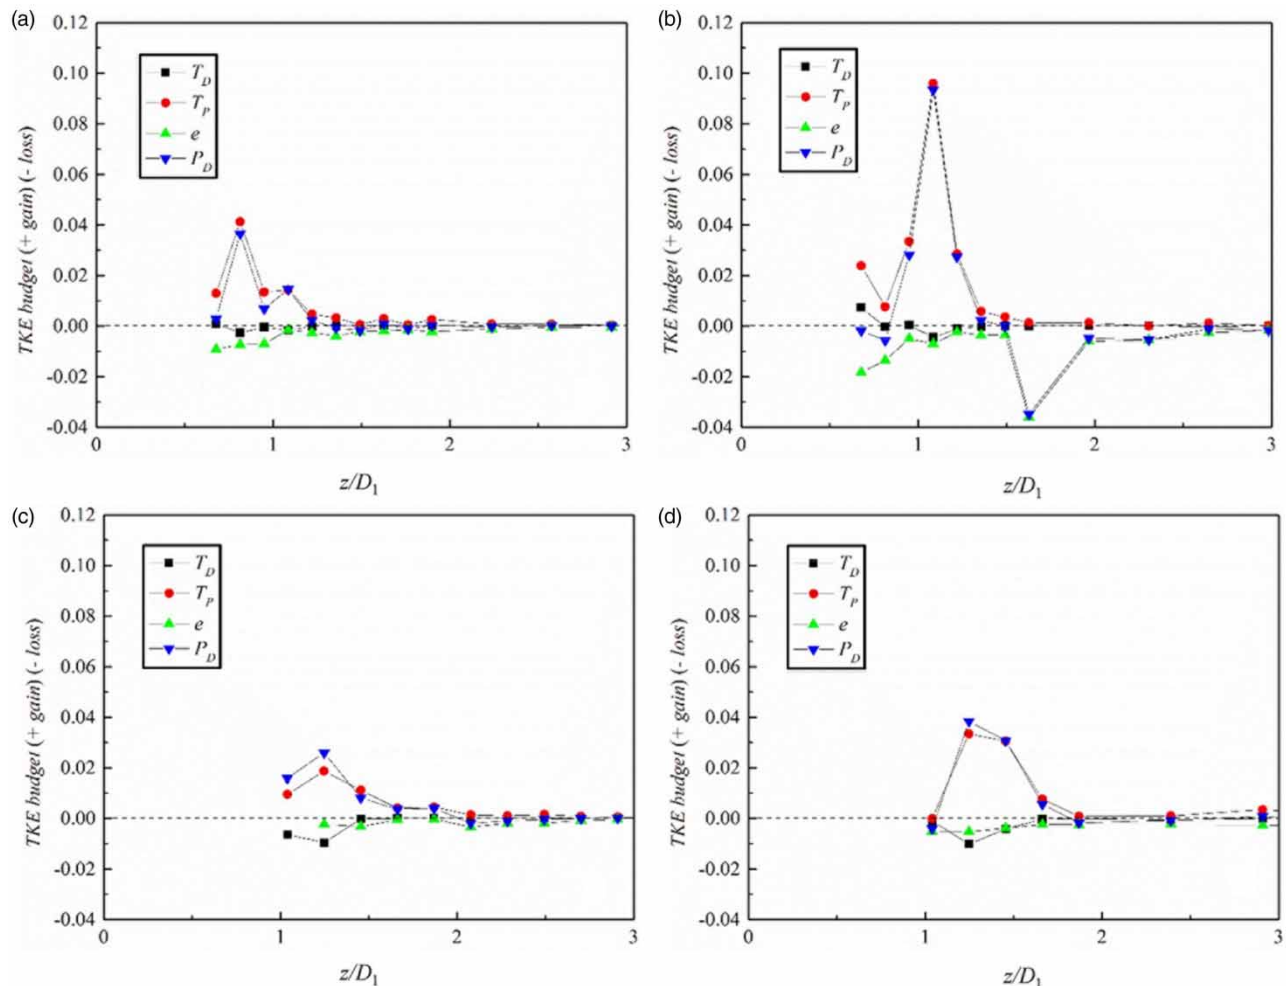 (a)
0.12
0.10
0.08
0.06
0.04
0.02
0.00
-0.02
-0.04
TKE budget (+ gain) (- loss)
T_D
T_p
e
P_D
0 1 2 3
z/D₁
(b)
0.12
0.10
0.08
0.06
0.04
0.02
0.00
-0.02
-0.04
TKE budget (+ gain) (- loss)
T_D
T_p
e
P_D
0 1 2 3
z/D₁
(c)
0.12
0.10
0.08
0.06
0.04
0.02
0.00
-0.02
-0.04
TKE budget (+ gain) (- loss)
T_D
T_p
e
P_D
0 1 2 3
z/D₁
(d)
0.12
0.10
0.08
0.06
0.04
0.02
0.00
-0.02
-0.04
TKE budget (+ gain) (- loss)
T_D
T_p
e
P_D
0 1 2 3
z/D₁